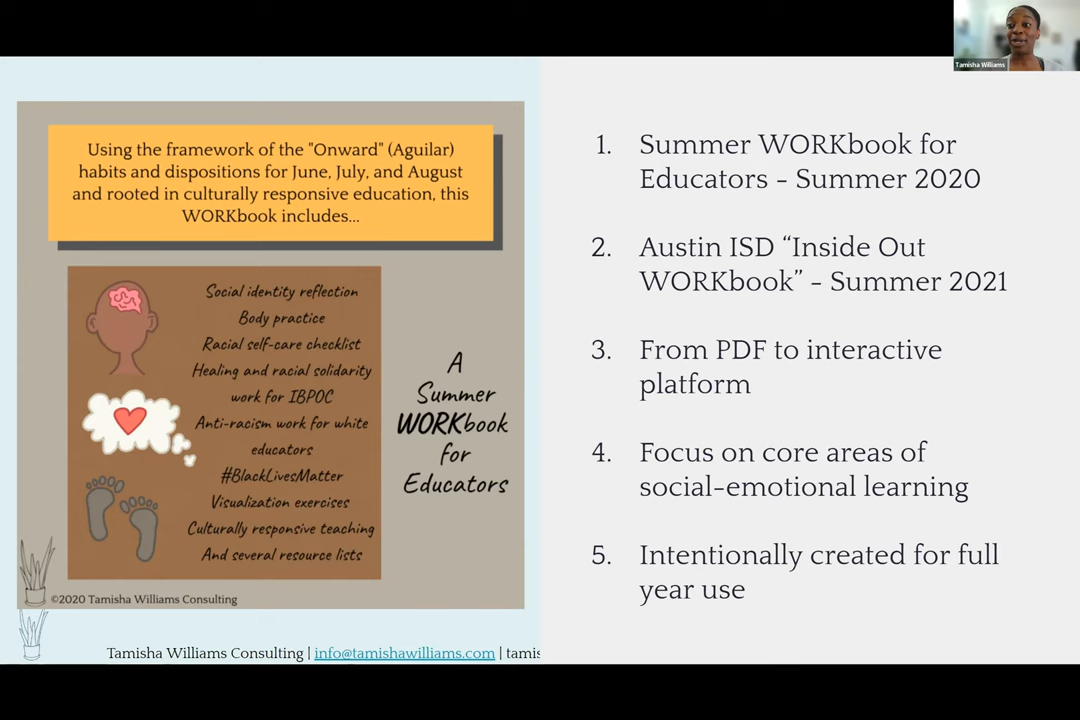 Tamisha Williams
Using the framework of the "Onward" (Aguilar)
habits and dispositions for June, July, and August
and rooted in culturally responsive education, this
WORKbook includes...
Social identity reflection
Body practice
Racial self-care checklist
Healing and racial solidarity
work for IBPOC
Anti-racism work for white
educators
#BlackLivesMatter
Visualization exercises
Culturally responsive teaching
And several resource lists
A
Summer
WORKbook
for
Educators
©2020 Tamisha Williams Consulting
Tamisha Williams Consulting | info@tamishawilliams.com | tamis
1. Summer WORKbook for
Educators - Summer 2020
2. Austin ISD “Inside Out
WORKbook” - Summer 2021
3. From PDF to interactive
platform
4. Focus on core areas of
social-emotional learning
5. Intentionally created for full
year use